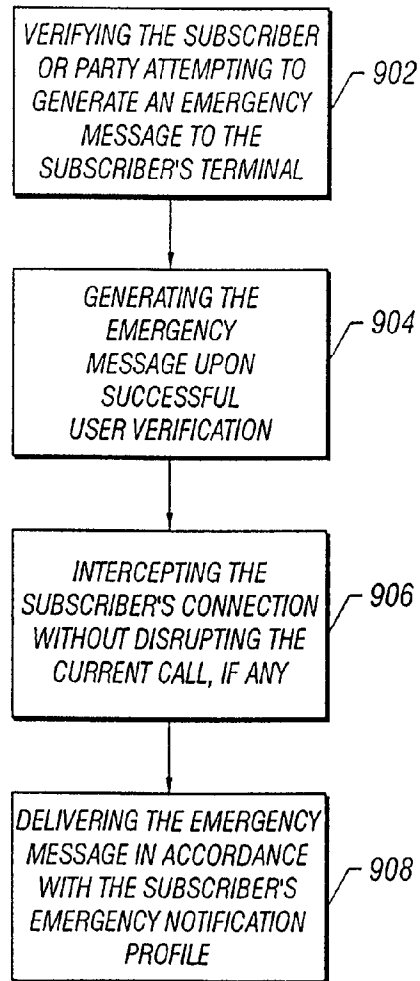 VERIFYING THE SUBSCRIBER
OR PARTY ATTEMPTING TO
GENERATE AN EMERGENCY
MESSAGE TO THE
SUBSCRIBER'S TERMINAL
902
GENERATING THE
EMERGENCY
MESSAGE UPON
SUCCESSFUL
USER VERIFICATION
904
INTERCEPTING THE
SUBSCRIBER'S CONNECTION
WITHOUT DISRUPTING THE
CURRENT CALL, IF ANY
906
DELIVERING THE EMERGENCY
MESSAGE IN ACCORDANCE
WITH THE SUBSCRIBER'S
EMERGENCY NOTIFICATION
PROFILE
908